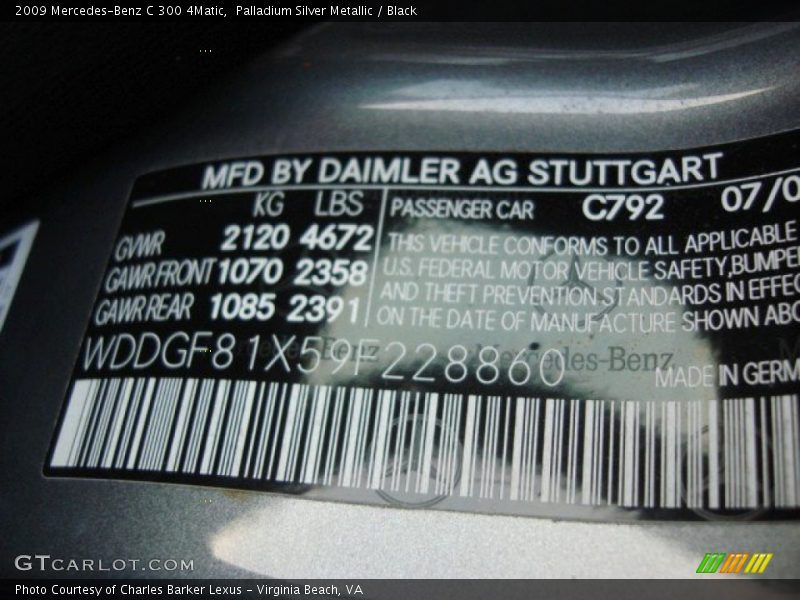 2009 Mercedes-Benz C 300 4Matic, Palladium Silver Metallic / Black
MFD BY DAIMLER AG STUTTGART
KG LBS PASSENGER CAR C792 07/0
GVWR 2120 4672 THIS VEHICLE CONFORMS TO ALL APPLICABLE
GAWR FRONT 1070 2358 U.S. FEDERAL MOTOR VEHICLE SAFETY, BUMPE
GAWR REAR 1085 2391 AND THEFT PREVENTION STANDARDS IN EFFEC
ON THE DATE OF MANUFACTURE SHOWN ABO
WDDGF81X59F228860
Mercedes-Benz
MADE IN GERM
GTCARLOT.COM
Photo Courtesy of Charles Barker Lexus - Virginia Beach, VA